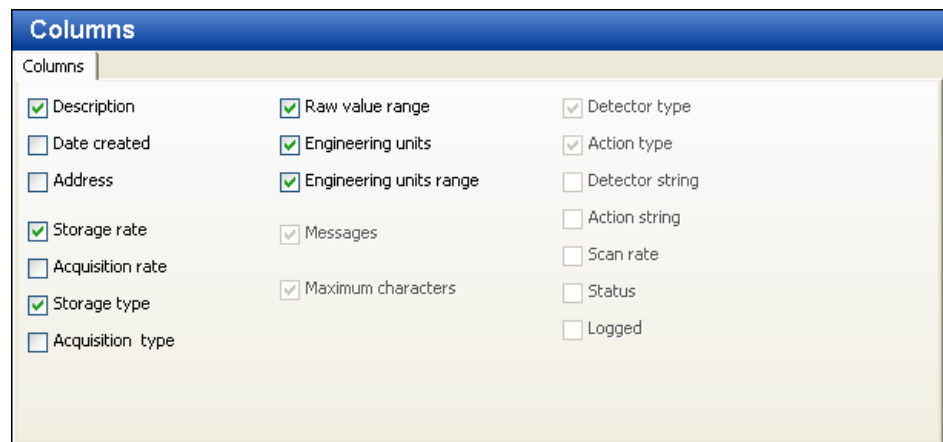 Columns
Columns
Description
Date created
Address
Storage rate
Acquisition rate
Storage type
Acquisition type
Raw value range
Engineering units
Engineering units range
Messages
Maximum characters
Detector type
Action type
Detector string
Action string
Scan rate
Status
Logged